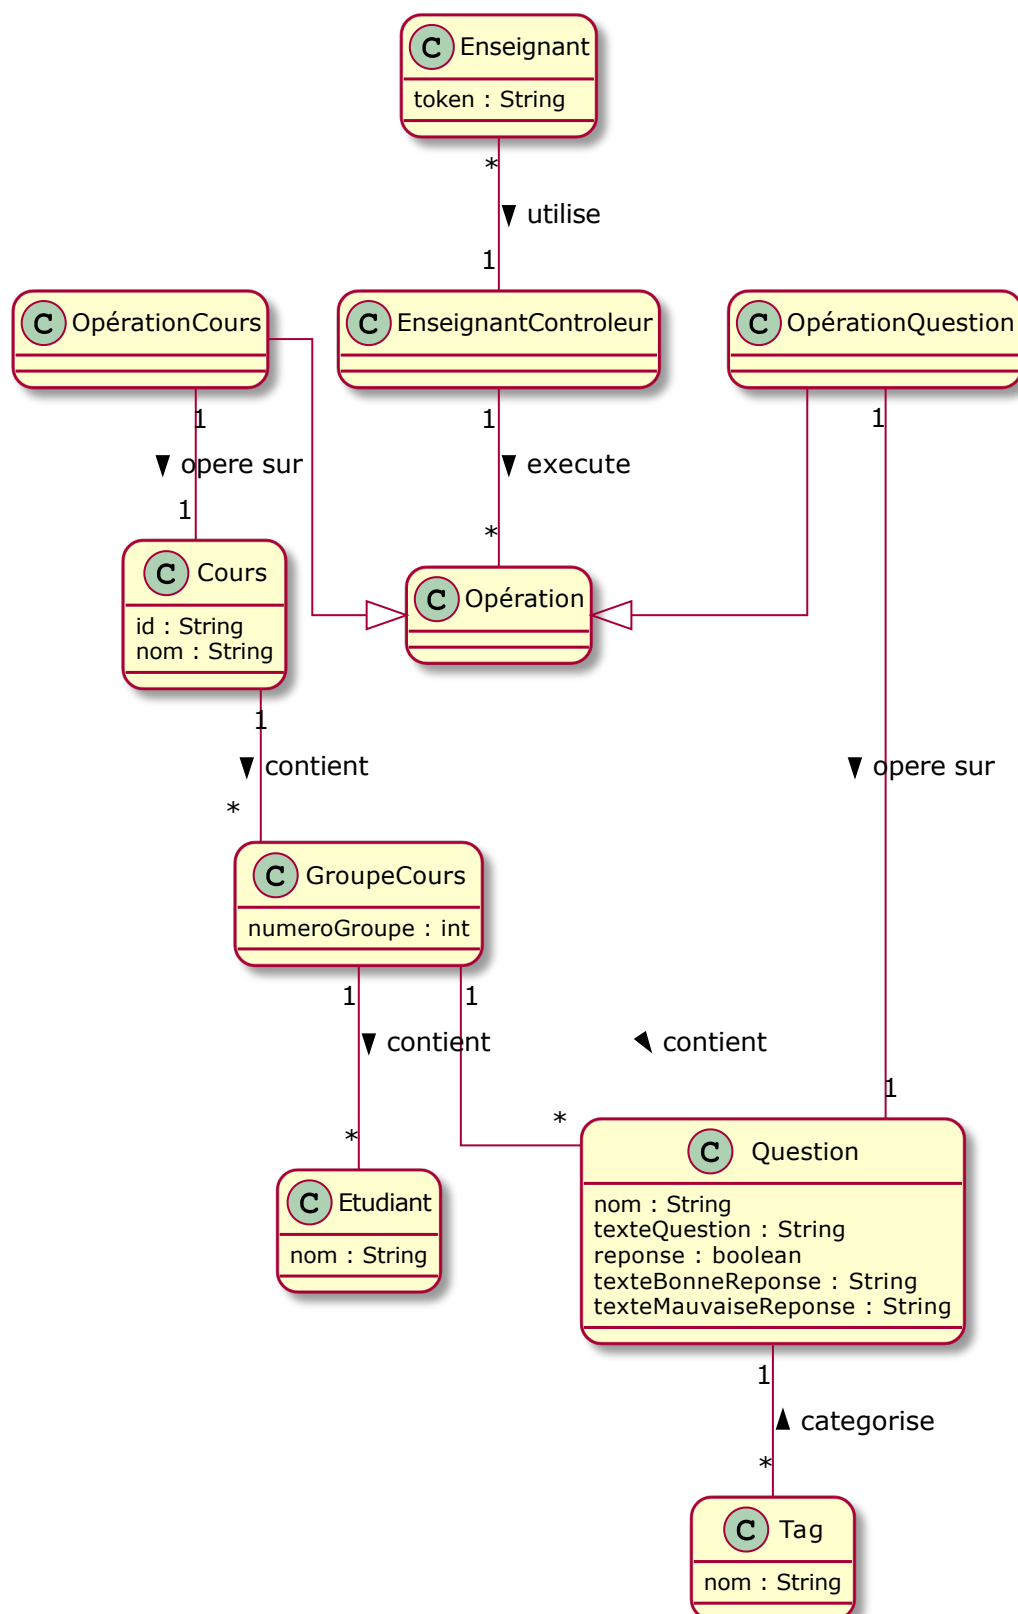 C Enseignant
token : String
*
utilise
1
C OpérationCours
C EnseignantControleur
C OpérationQuestion
1
1
1
opere sur
execute
1
*
C Cours
id : String
nom : String
C Opération
1
contient
opere sur
*
C GroupeCours
numeroGroupe : int
1
1
contient
contient
1
*
*
C Question
nom : String
texteQuestion : String
reponse : boolean
texteBonneReponse : String
texteMauvaiseReponse : String
C Etudiant
nom : String
1
categorise
*
C Tag
nom : String